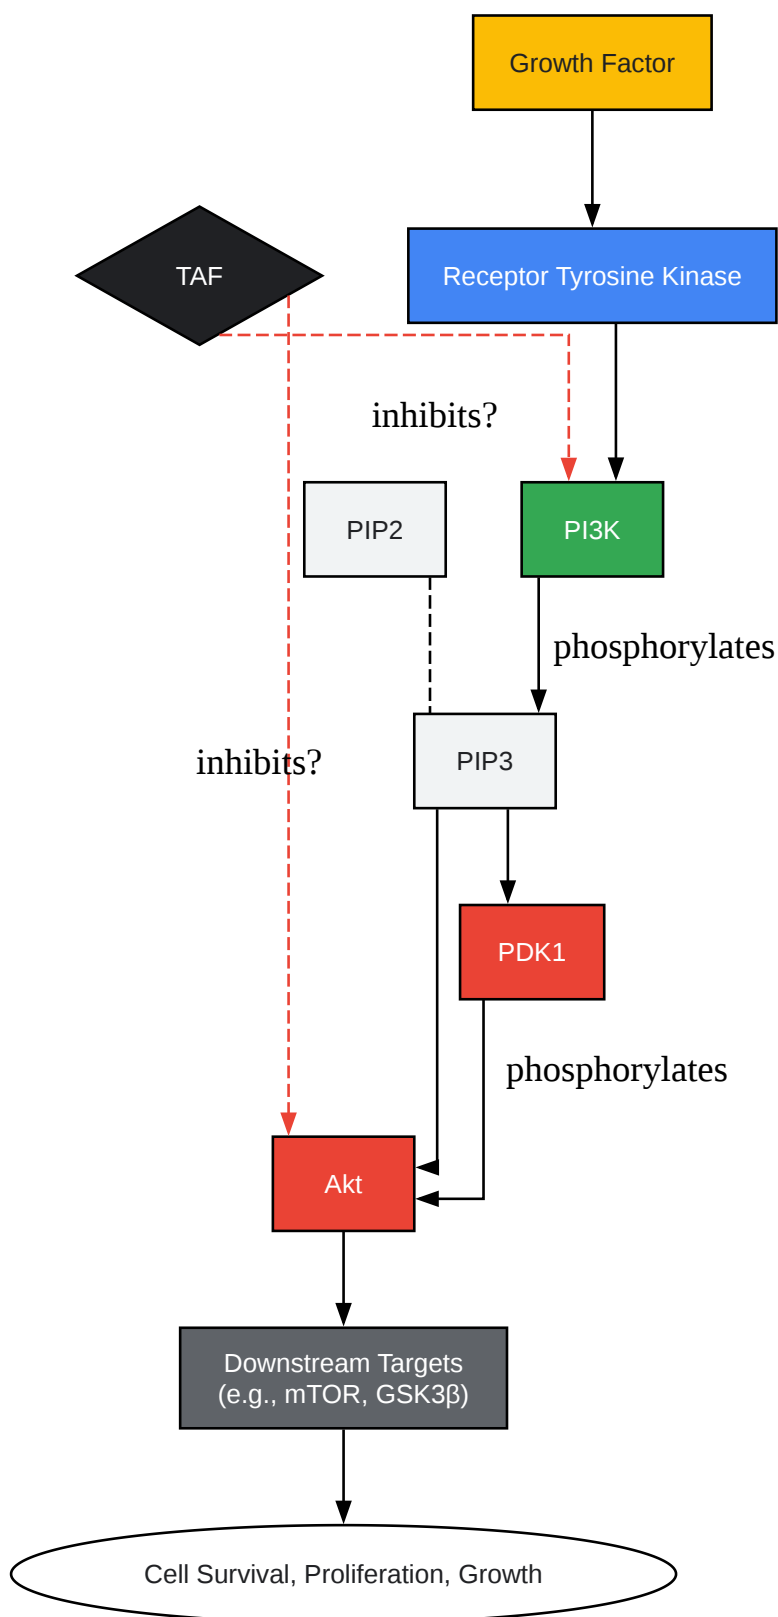 Growth Factor
TAF
Receptor Tyrosine Kinase
inhibits?
PIP2
PI3K
phosphorylates
inhibits?
PIP3
PDK1
phosphorylates
Akt
Downstream Targets
(e.g., mTOR, GSK3β)
Cell Survival, Proliferation, Growth